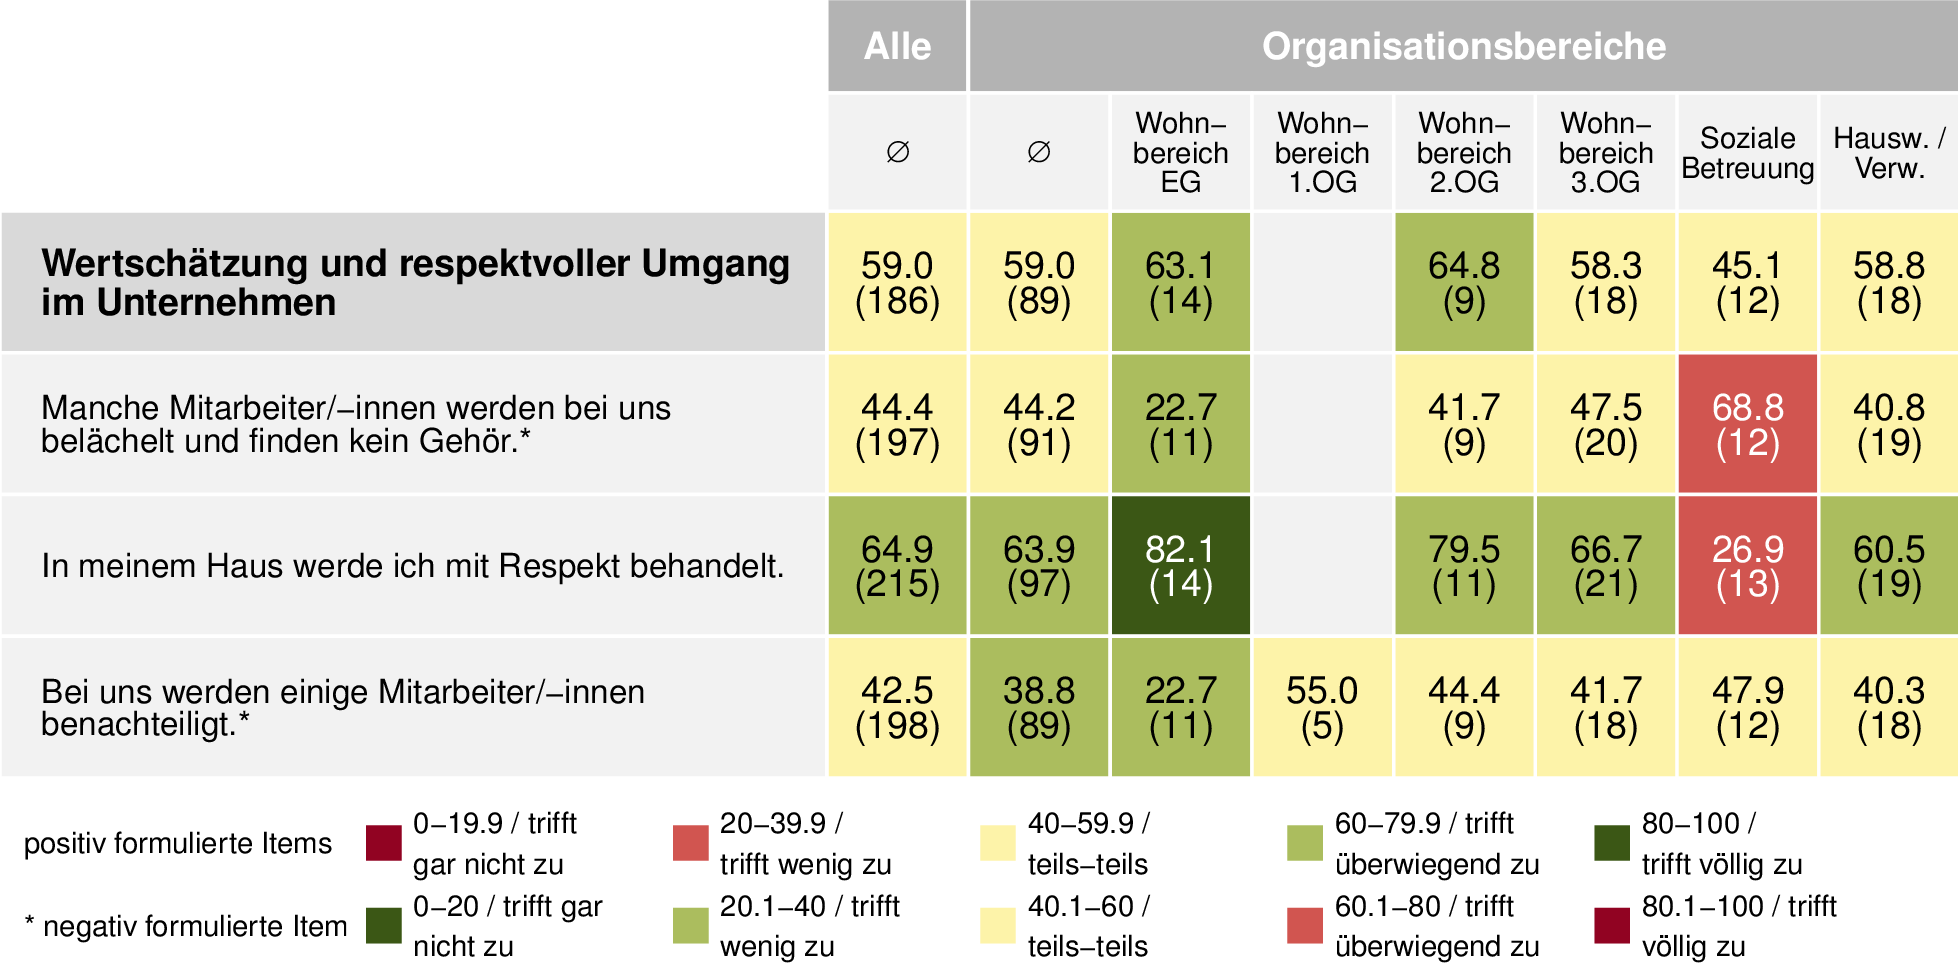 Alle
Organisationsbereiche
∅
∅
Wohn–
bereich
EG
Wohn–
bereich
1.OG
Wohn–
bereich
2.OG
Wohn–
bereich
3.OG
Soziale
Betreuung
Hausw. /
Verw.
Wertschätzung und respektvoller Umgang
im Unternehmen
59.0 59.0 63.1 64.8 58.3 45.1 58.8
(186) (89) (14) (9) (18) (12) (18)
Manche Mitarbeiter/–innen werden bei uns
belächelt und finden kein Gehör.*
44.4 44.2 22.7 41.7 47.5 68.8 40.8
(197) (91) (11) (9) (20) (12) (19)
In meinem Haus werde ich mit Respekt behandelt.
64.9 63.9 82.1 79.5 66.7 26.9 60.5
(215) (97) (14) (11) (21) (13) (19)
Bei uns werden einige Mitarbeiter/–innen
benachteiligt.*
42.5 38.8 22.7 55.0 44.4 41.7 47.9 40.3
(198) (89) (11) (5) (9) (18) (12) (18)
positiv formulierte Items
0–19.9 / trifft
gar nicht zu
20–39.9 /
trifft wenig zu
40–59.9 /
teils–teils
60–79.9 / trifft
überwiegend zu
80–100 /
trifft völlig zu
* negativ formulierte Item
0–20 / trifft gar
nicht zu
20.1–40 / trifft
wenig zu
40.1–60 /
teils–teils
60.1–80 / trifft
überwiegend zu
80.1–100 / trifft
völlig zu